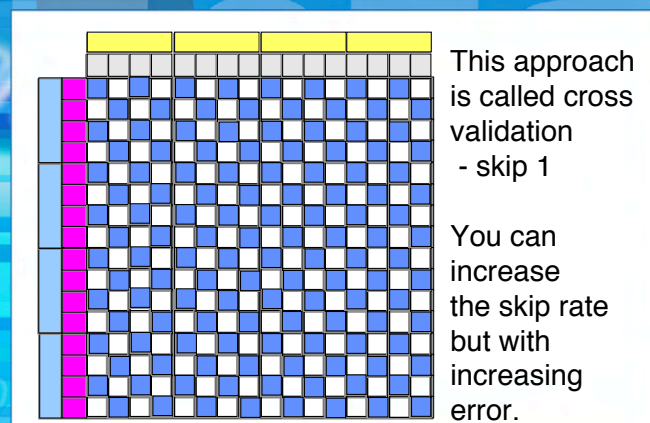 This approach
is called cross
validation
- skip 1
You can
increase
the skip rate
but with
increasing
error.